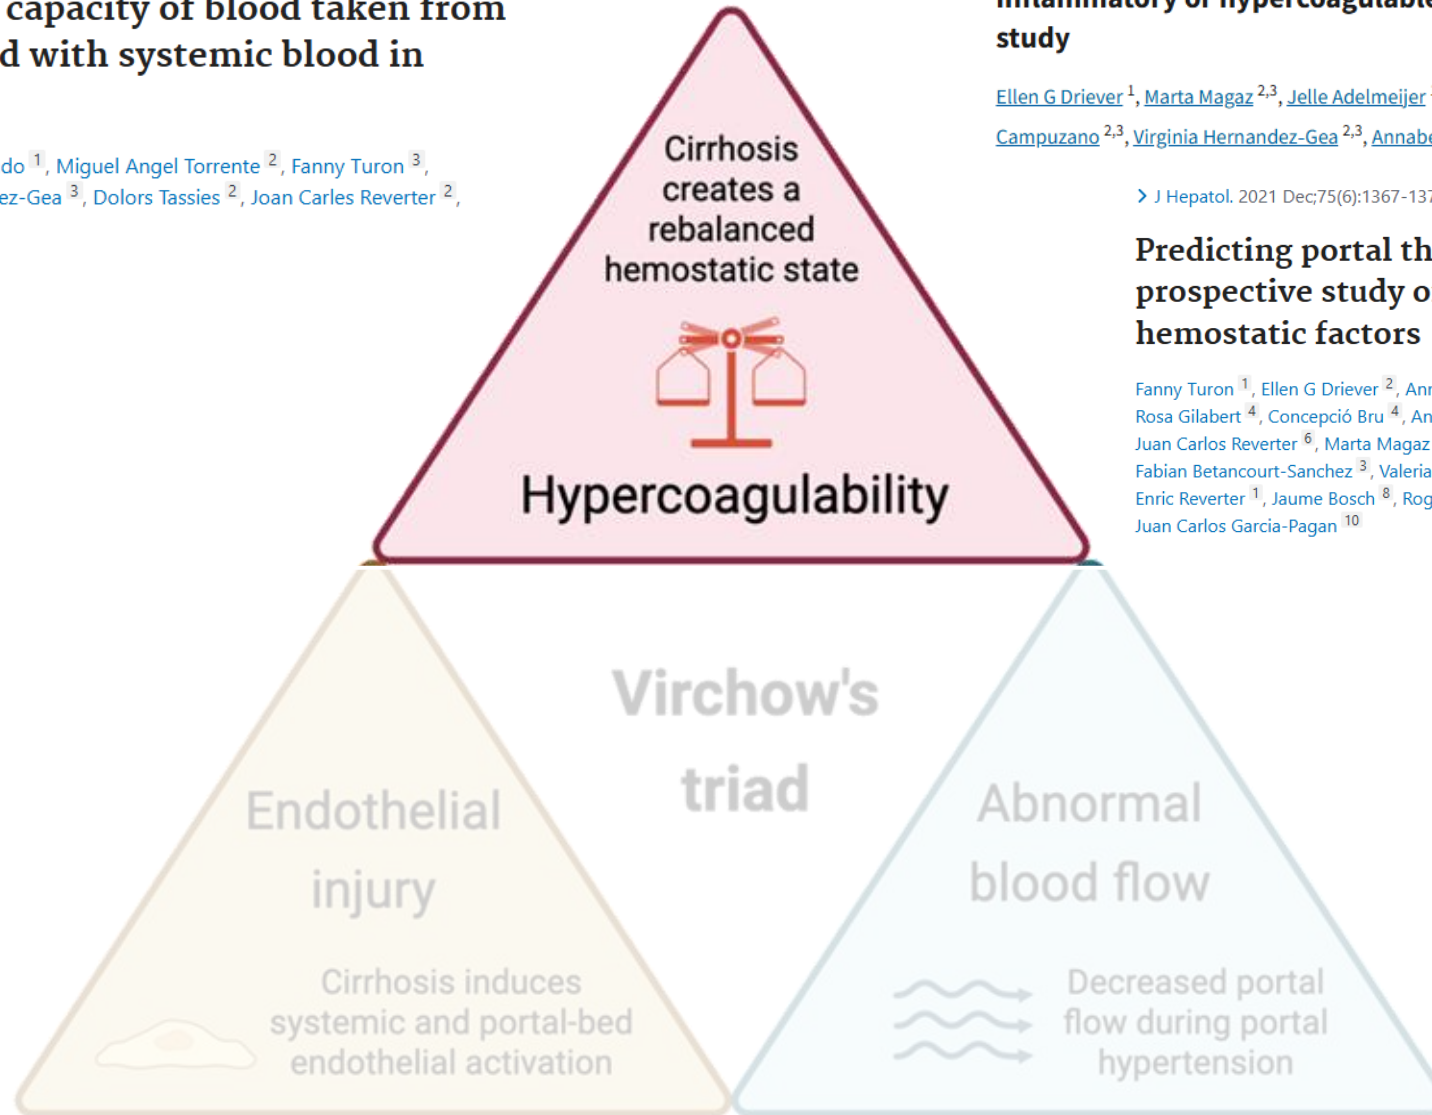 capacity of blood taken from
d with systemic blood in
do 1, Miguel Angel Torrente 2, Fanny Turon 3,
ez-Gea 3, Dolors Tassies 2, Joan Carles Reverter 2,
study
Ellen G Driever 1, Marta Magaz 2,3, Jelle Adelmeijer
Campuzano 2,3, Virginia Hernandez-Gea 2,3, Annabe
J Hepatol. 2021 Dec;75(6):1367-137
Predicting portal th
prospective study o
hemostatic factors
Fanny Turon 1, Ellen G Driever 2, Ann
Rosa Gilabert 4, Concepció Bru 4, An
Juan Carlos Reverter 6, Marta Magaz
Fabian Betancourt-Sanchez 3, Valeria
Enric Reverter 1, Jaume Bosch 8, Rog
Juan Carlos Garcia-Pagan 10
Cirrhosis
creates a
rebalanced
hemostatic state
Hypercoagulability
Virchow's
triad
Endothelial
injury
Cirrhosis induces
systemic and portal-bed
endothelial activation
Abnormal
blood flow
Decreased portal
flow during portal
hypertension